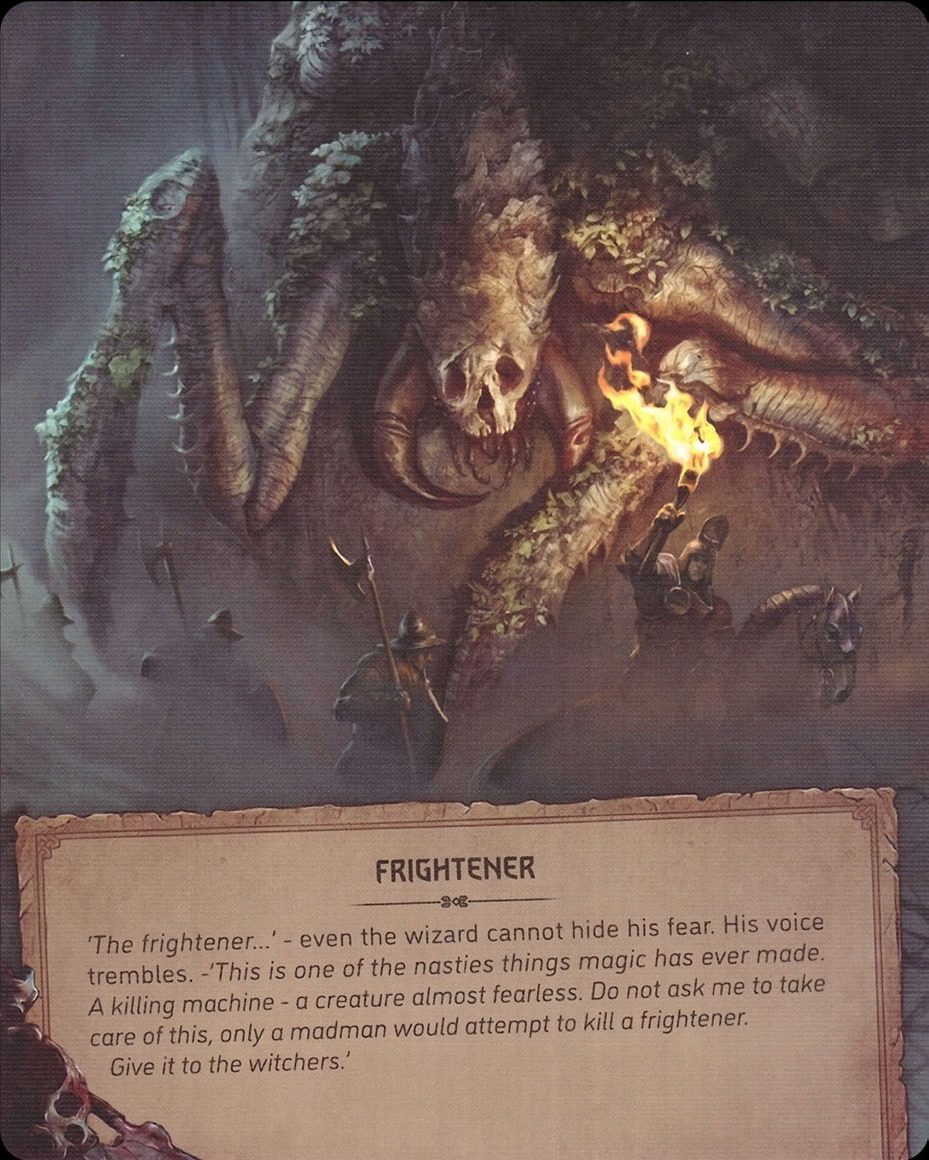 FRIGHTENER
'The frightener...' - even the wizard cannot hide his fear. His voice
trembles. -'This is one of the nasties things magic has ever made.
A killing machine - a creature almost fearless. Do not ask me to take
care of this, only a madman would attempt to kill a frightener.
Give it to the witchers.'